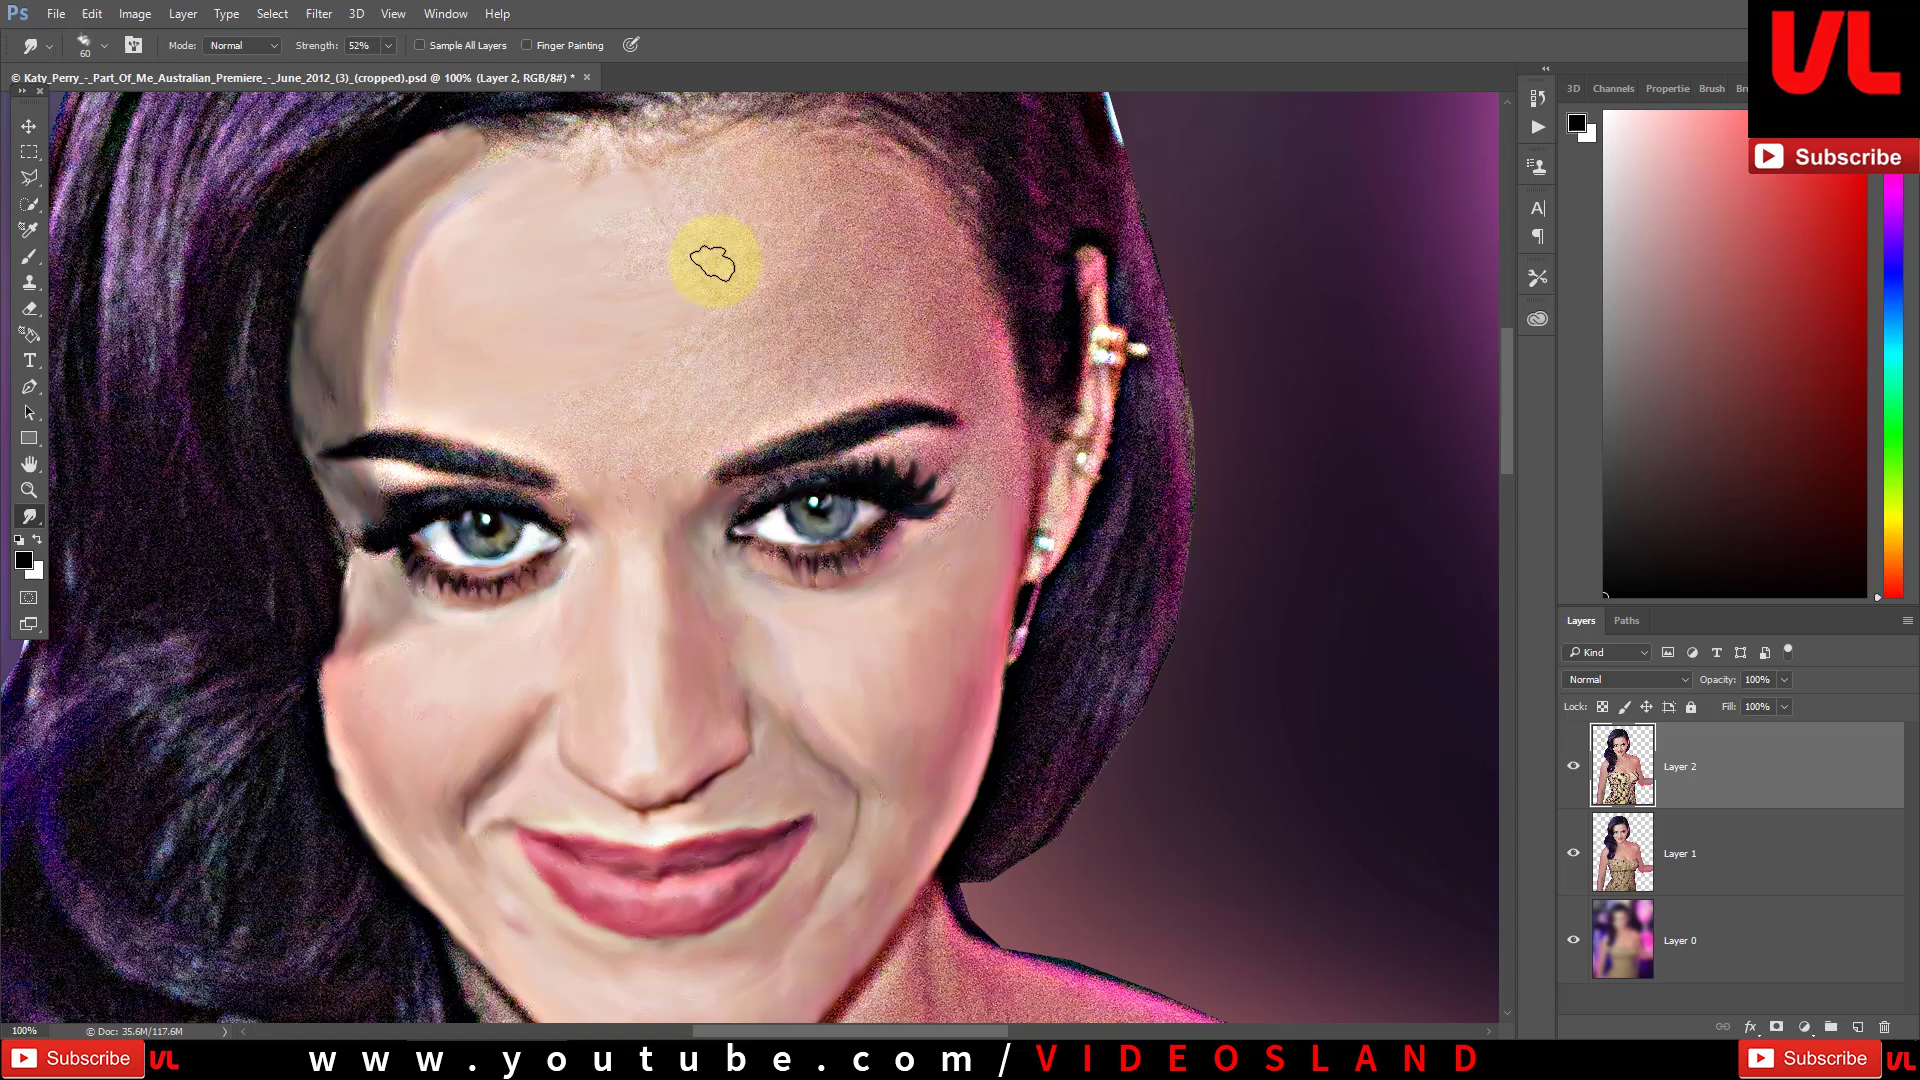 Ps File Edit Image Layer Type Select Filter 3D View Window Help
60 Mode: Normal Strength: 52% Sample All Layers Finger Painting
© Katy_Perry_-_Part_Of_Me_Australian_Premiere_-_June_2012_(3)_(cropped).psd @ 100% (Layer 2, RGB/8#) *
3D Channels Propertie Brush Bru
VL
Subscribe
Layers Paths
Kind
Normal Opacity: 100%
Lock: Fill: 100%
Layer 2
Layer 1
Layer 0
fx
100% © Doc: 35.6M/117.6M
Subscribe VL www.youtube.com/VIDEOSLAND Subscribe VL